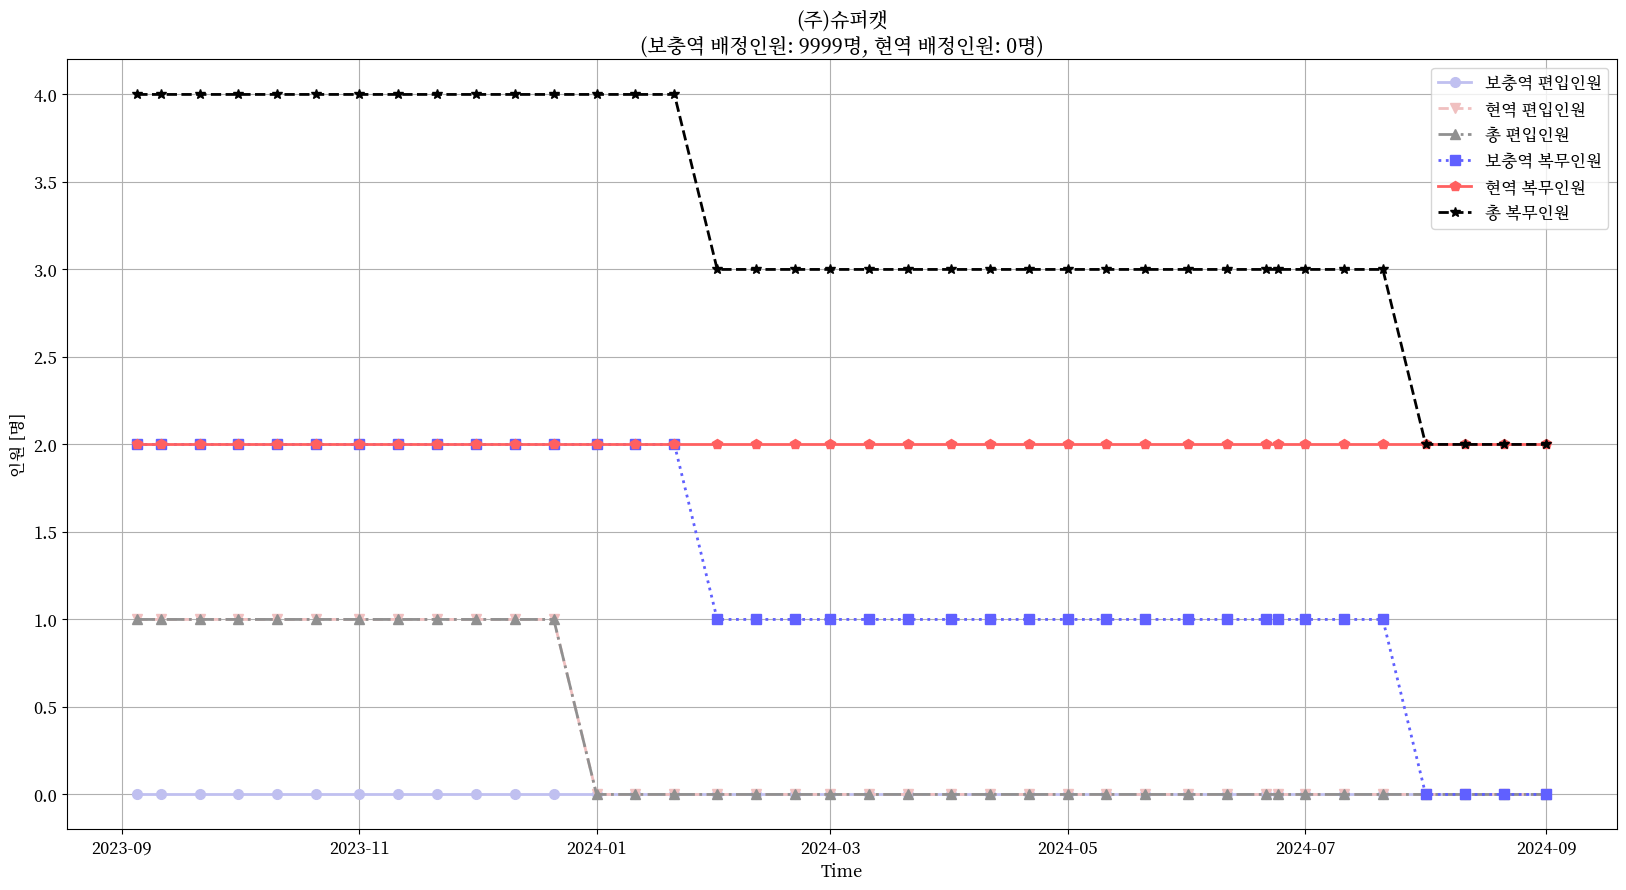 (주)슈퍼캣
(보충역 배정인원: 9999명, 현역 배정인원: 0명)
보충역 편입인원
현역 편입인원
총 편입인원
보충역 복무인원
현역 복무인원
총 복무인원
4.0
3.5
3.0
2.5
2.0
1.5
1.0
0.5
0.0
인원 [명]
2023-09
2023-11
2024-01
2024-03
2024-05
2024-07
2024-09
Time